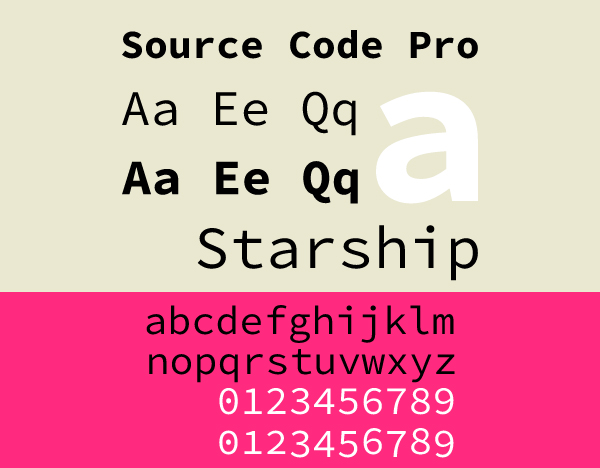 Source Code Pro
Aa Ee Qq
a
Aa Ee Qq
Starship
abcdefghijklm
nopqrstuvwxyz
0123456789
0123456789